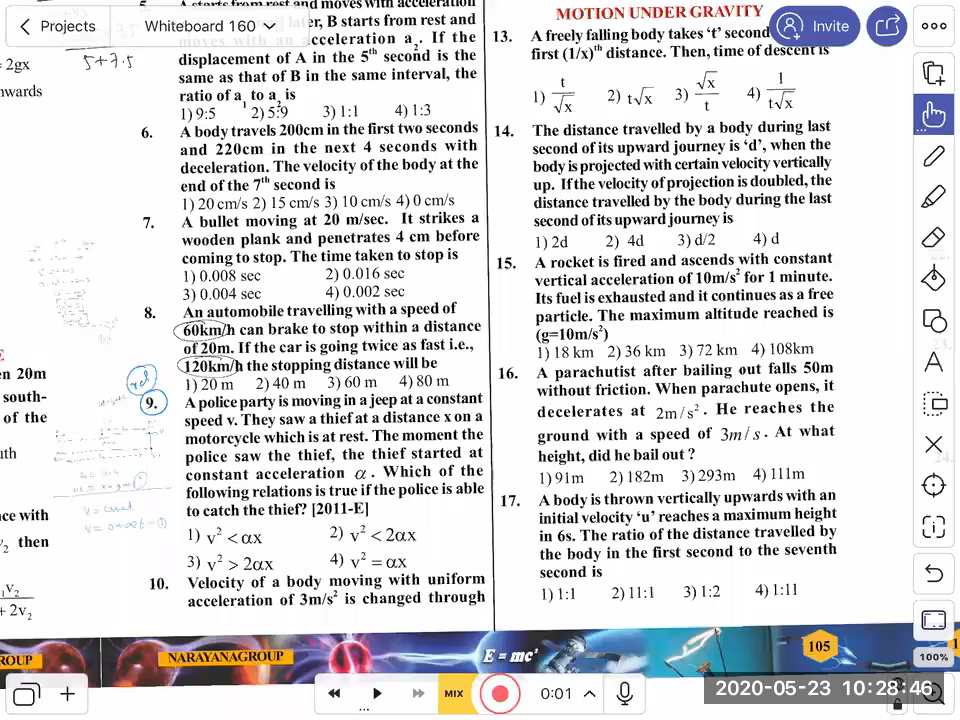 Projects
Whiteboard 160
Invite
= 2gx
nwards
5+7.5
en 20m
south-
of the
uth
nce with
then
+ 2v₂
A starts from rest and moves with acceleration
er, B starts from rest and
moves with an acceleration a₂. If the
displacement of A in the 5th second is the
same as that of B in the same interval, the
ratio of a₁ to a₂ is
1) 9:5 2) 5:9 3) 1:1 4) 1:3
6. A body travels 200cm in the first two seconds
and 220cm in the next 4 seconds with
deceleration. The velocity of the body at the
end of the 7th second is
1) 20 cm/s 2) 15 cm/s 3) 10 cm/s 4) 0 cm/s
7. A bullet moving at 20 m/sec. It strikes a
wooden plank and penetrates 4 cm before
coming to stop. The time taken to stop is
1) 0.008 sec 2) 0.016 sec
3) 0.004 sec 4) 0.002 sec
8. An automobile travelling with a speed of
60km/h can brake to stop within a distance
of 20m. If the car is going twice as fast i.e.,
120km/h the stopping distance will be
1) 20 m 2) 40 m 3) 60 m 4) 80 m
9. A police party is moving in a jeep at a constant
speed v. They saw a thief at a distance x on a
motorcycle which is at rest. The moment the
police saw the thief, the thief started at
constant acceleration α. Which of the
following relations is true if the police is able
to catch the thief? [2011-E]
1) v² < αx 2) v² < 2αx
3) v² > 2αx 4) v² = αx
10. Velocity of a body moving with uniform
acceleration of 3m/s² is changed through
MOTION UNDER GRAVITY
13. A freely falling body takes 't' second
first (1/x)th distance. Then, time of descent is
1) t/√x 2) t√x 3) √x/t 4) 1/t√x
14. The distance travelled by a body during last
second of its upward journey is 'd', when the
body is projected with certain velocity vertically
up. If the velocity of projection is doubled, the
distance travelled by the body during the last
second of its upward journey is
1) 2d 2) 4d 3) d/2 4) d
15. A rocket is fired and ascends with constant
vertical acceleration of 10m/s² for 1 minute.
Its fuel is exhausted and it continues as a free
particle. The maximum altitude reached is
(g=10m/s²)
1) 18 km 2) 36 km 3) 72 km 4) 108km
16. A parachutist after bailing out falls 50m
without friction. When parachute opens, it
decelerates at 2m/s². He reaches the
ground with a speed of 3m/s. At what
height, did he bail out ?
1) 91m 2) 182m 3) 293m 4) 111m
17. A body is thrown vertically upwards with an
initial velocity 'u' reaches a maximum height
in 6s. The ratio of the distance travelled by
the body in the first second to the seventh
second is
1) 1:1 2) 11:1 3) 1:2 4) 1:11
ROUP
NARAYANAGROUP
E = mc²
105
100%
MIX
0:01
2020-05-23 10:28:46